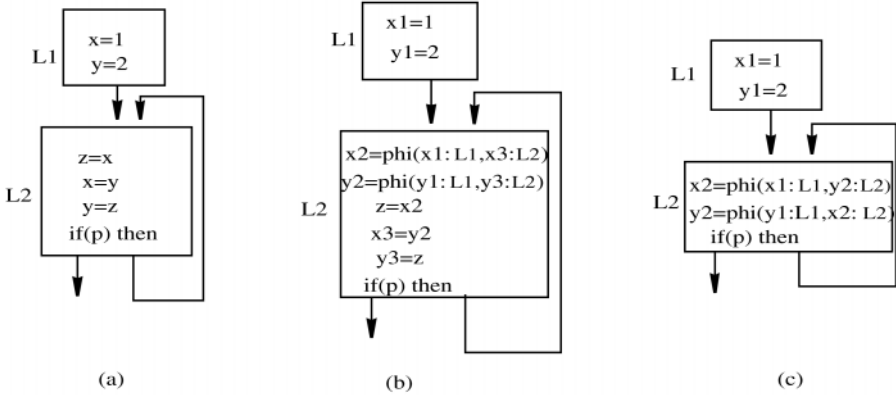 L1
x=1
y=2
L2
z=x
x=y
y=z
if(p) then
(a)
L1
x1=1
y1=2
L2
x2=phi(x1: L1,x3:L2)
y2=phi(y1: L1,y3:L2)
z=x2
x3=y2
y3=z
if(p) then
(b)
L1
x1=1
y1=2
L2
x2=phi(x1: L1,y2:L2)
y2=phi(y1:L1,x2: L2)
if(p) then
(c)